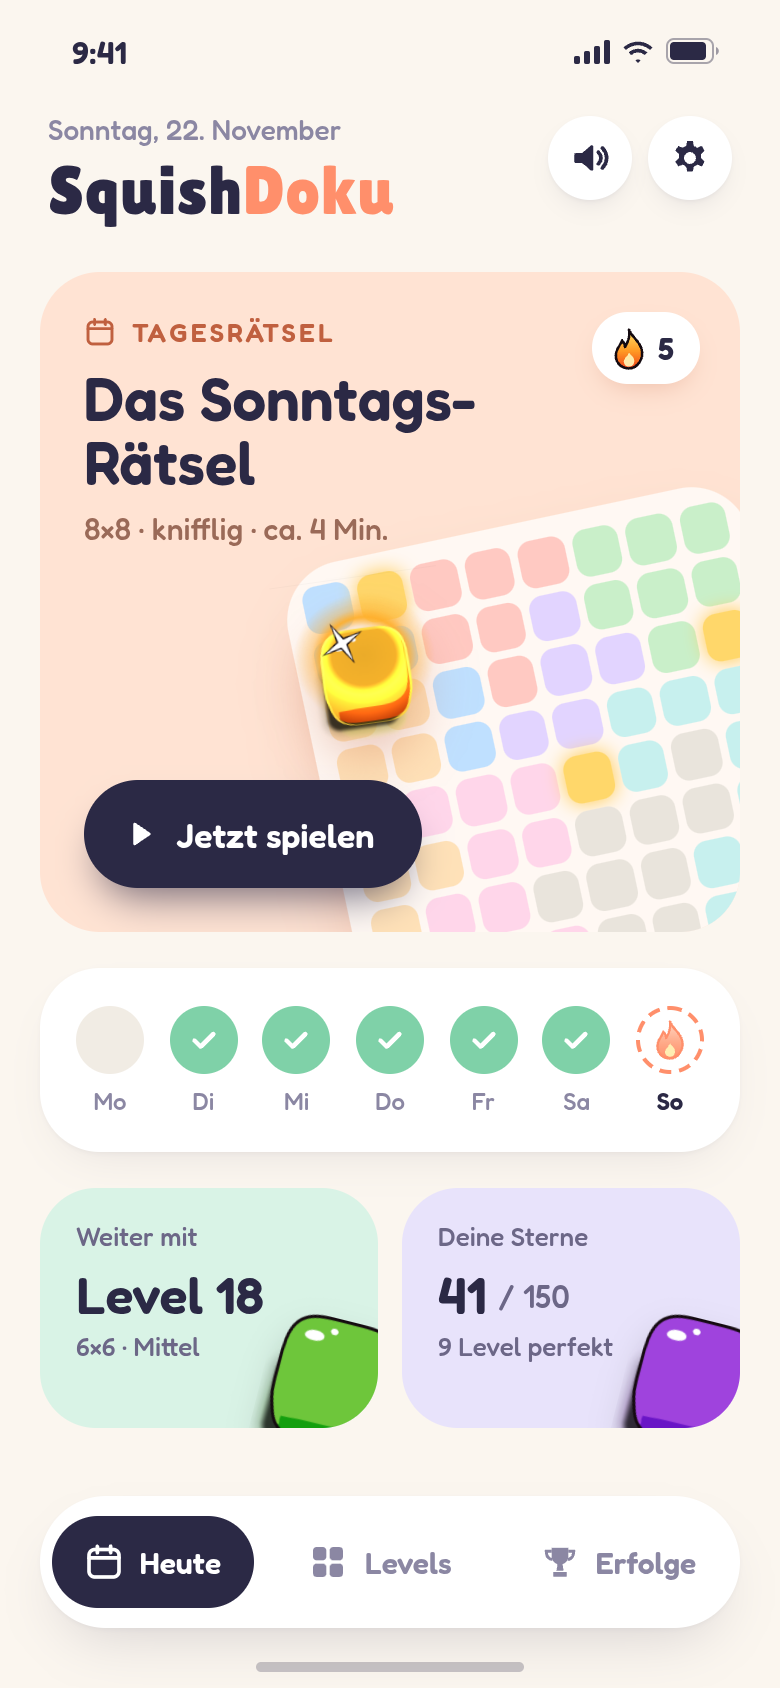 9:41
Sonntag, 22. November
SquishDoku
TAGESRÄTSEL
5
Das Sonntags-
Rätsel
8×8 · knifflig · ca. 4 Min.
Jetzt spielen
Mo Di Mi Do Fr Sa So
Weiter mit
Level 18
6×6 · Mittel
Deine Sterne
41 / 150
9 Level perfekt
Heute Levels Erfolge